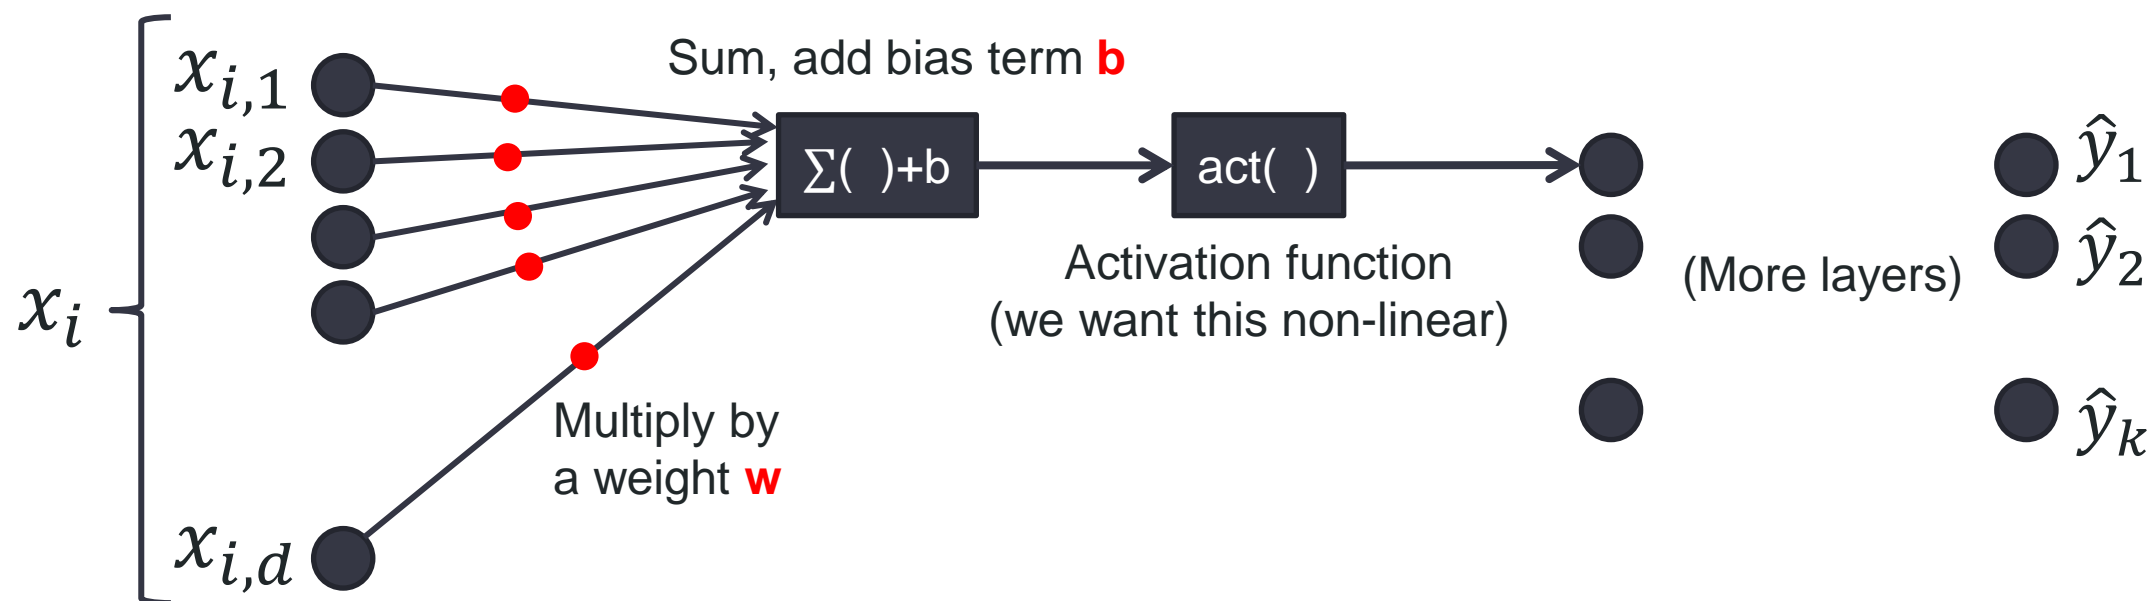 Sum, add bias term b
x_{i,1}
x_{i,2}
x_i
x_{i,d}
∑( )+b
act( )
Activation function
(we want this non-linear)
Multiply by
a weight w
(More layers)
ŷ_1
ŷ_2
ŷ_k